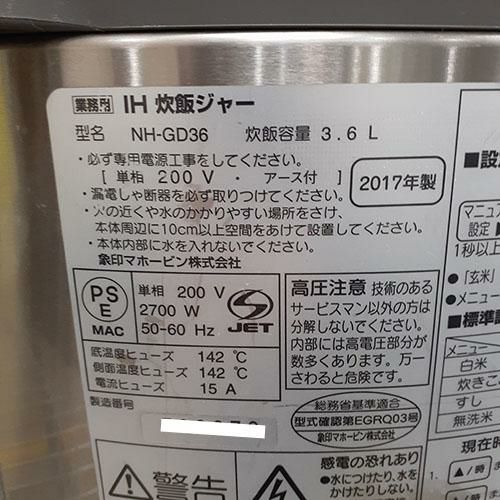 業務用 IH 炊飯ジャー
型名 NH-GD36 炊飯容量 3.6 L
・必ず専用電源工事をしてください。
[ 単相 200 V ・ アース付 ]
・漏電しゃ断器を必ず取りつけてください。
・火の近くや水のかかりやすい場所をさけ、
本体周辺に10cm以上空間をあけて設置してください。
・本体内部に水を入れないでください。
象印マホービン株式会社
2017年製
PS
E
MAC
単相 200 V
2700 W
50-60 Hz
JET
底温度ヒューズ 142 ℃
側面温度ヒューズ 142 ℃
電流ヒューズ 15 A
製造番号
高圧注意 技術のある
サービスマン以外の方は
分解しないでください。
内部には高電圧部分が
数多くあります。万一
さわると危険です。
総務省基準適合
型式確認第EGRQ03号
象印マホービン株式会社
警告
感電の恐れあり
●水につけたり、水を
かけたりしない。
■設
マニュア
設定
1秒以上
●[玄米]
●メニュー
■標準
メニュー
白米
炊きこ
すし
無洗米
現在時
1.
▲/時 ま